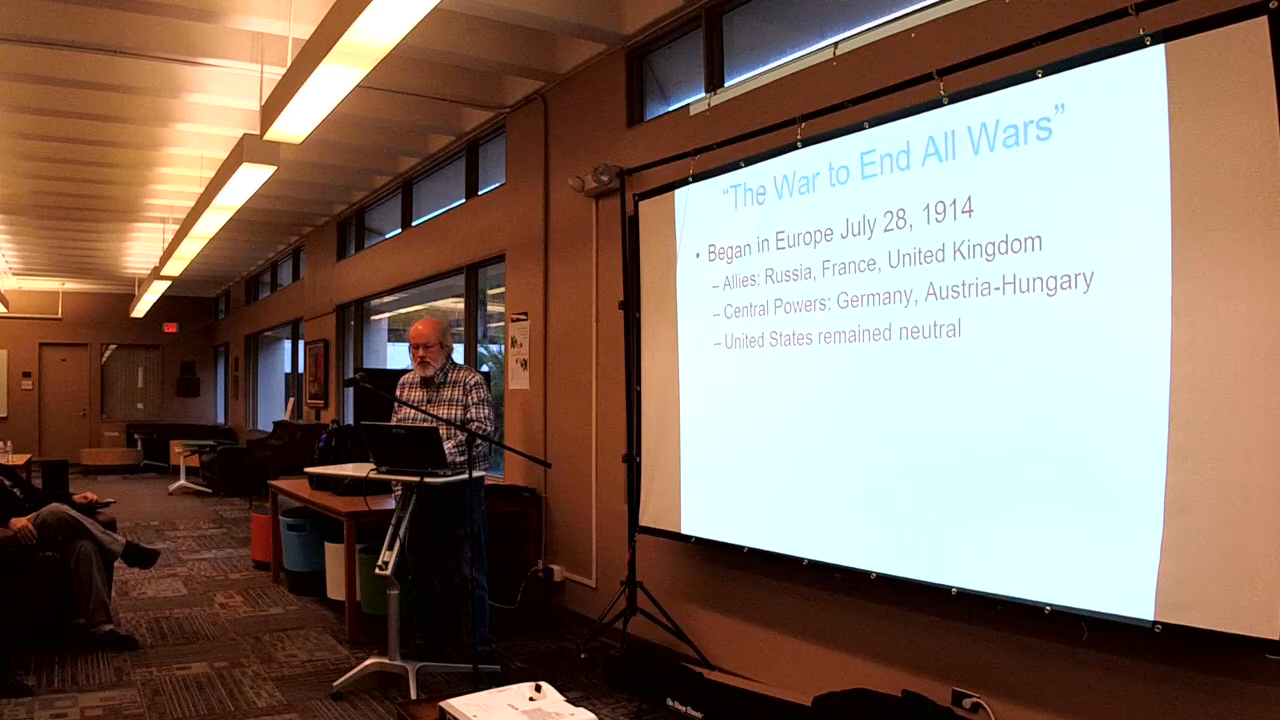 “The War to End All Wars”
• Began in Europe July 28, 1914
– Allies: Russia, France, United Kingdom
– Central Powers: Germany, Austria-Hungary
– United States remained neutral
EXIT